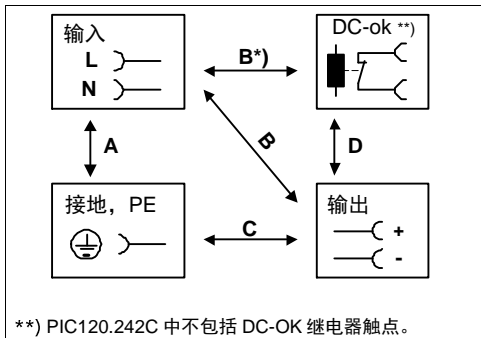 输入
L
N
B*)
DC-ok **)
A
B
D
接地，PE
C
输出
+
-
**) PIC120.242C 中不包括 DC-OK 继电器触点。